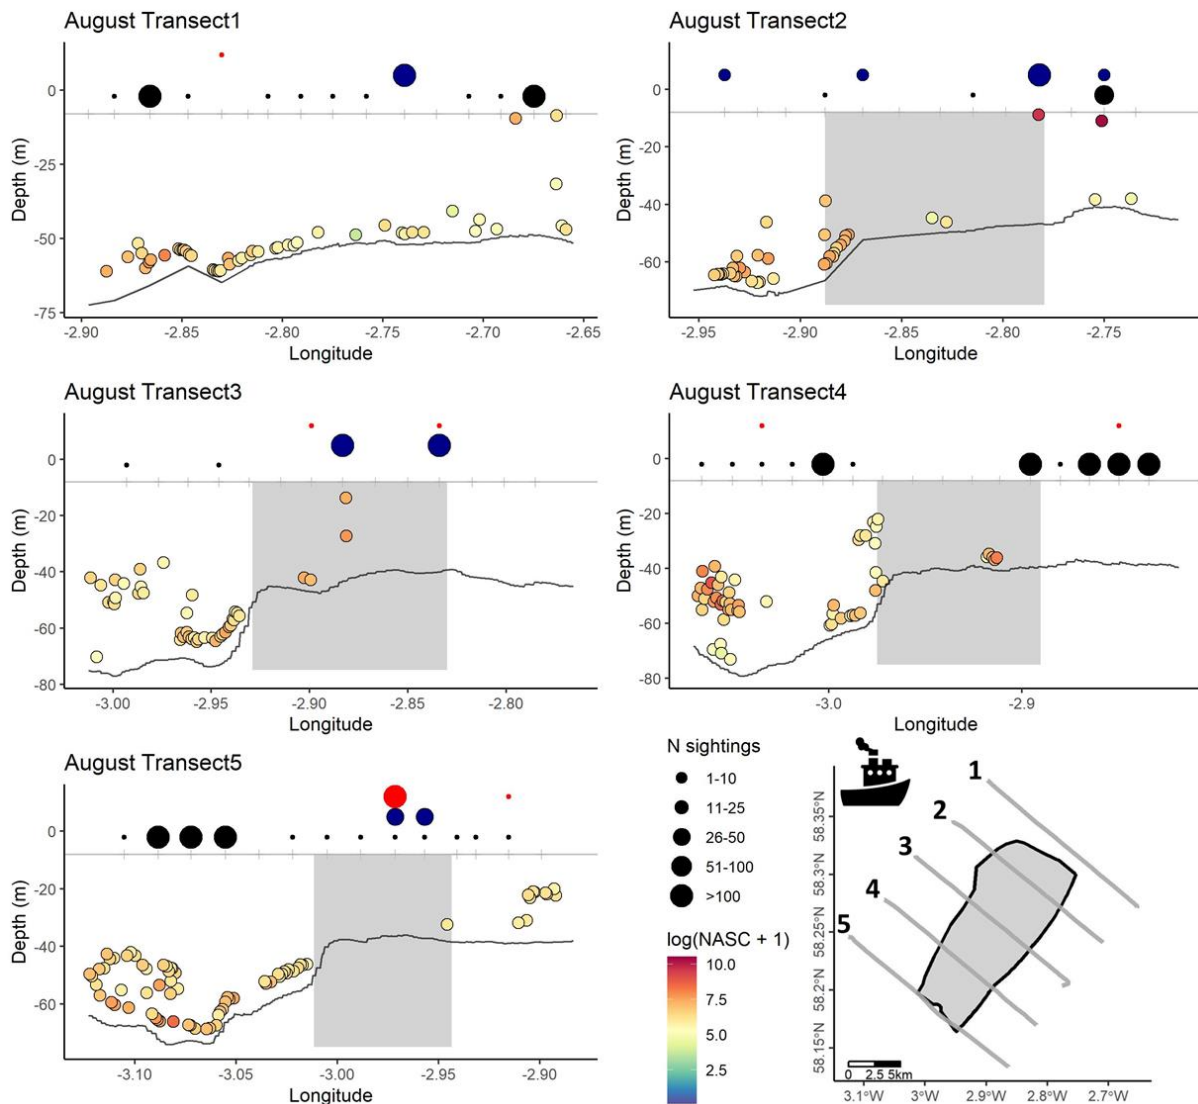 August Transect1
August Transect2
Depth (m)
0
-25
-50
-75
-2.90 -2.85 -2.80 -2.75 -2.70 -2.65
Longitude
Depth (m)
0
-20
-40
-60
-2.95 -2.90 -2.85 -2.80 -2.75
Longitude
August Transect3
August Transect4
Depth (m)
0
-20
-40
-60
-80
-3.00 -2.95 -2.90 -2.85 -2.80
Longitude
Depth (m)
0
-20
-40
-60
-80
-3.0 -2.9
Longitude
August Transect5
Depth (m)
0
-20
-40
-60
-3.10 -3.05 -3.00 -2.95 -2.90
Longitude
N sightings
1-10
11-25
26-50
51-100
>100
log(NASC + 1)
10.0
7.5
5.0
2.5
1
2
3
4
5
58.35°N
58.3°N
58.25°N
58.2°N
58.15°N
0 2.5 5km
3.1°W 3°W 2.9°W 2.8°W 2.7°W